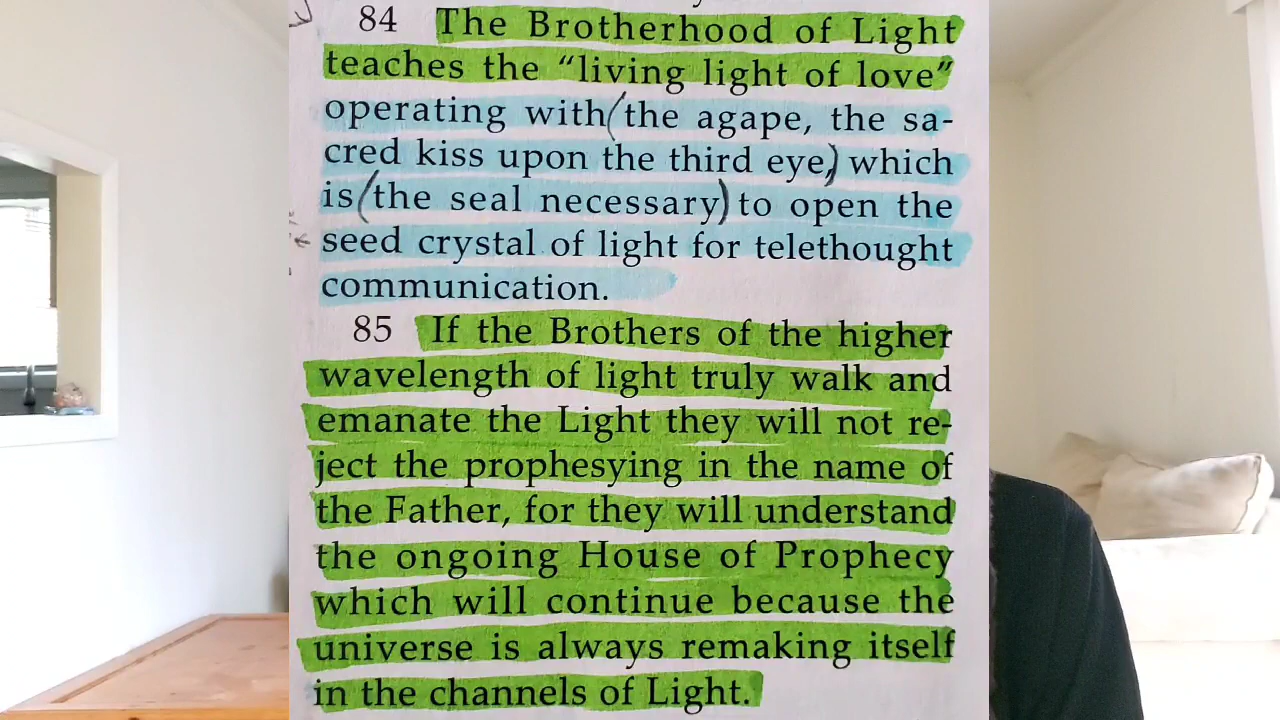 84 The Brotherhood of Light
teaches the “living light of love”
operating with (the agape, the sa-
cred kiss upon the third eye,) which
is (the seal necessary) to open the
seed crystal of light for telethought
communication.
85 If the Brothers of the higher
wavelength of light truly walk and
emanate the Light they will not re-
ject the prophesying in the name of
the Father, for they will understand
the ongoing House of Prophecy
which will continue because the
universe is always remaking itself
in the channels of Light.